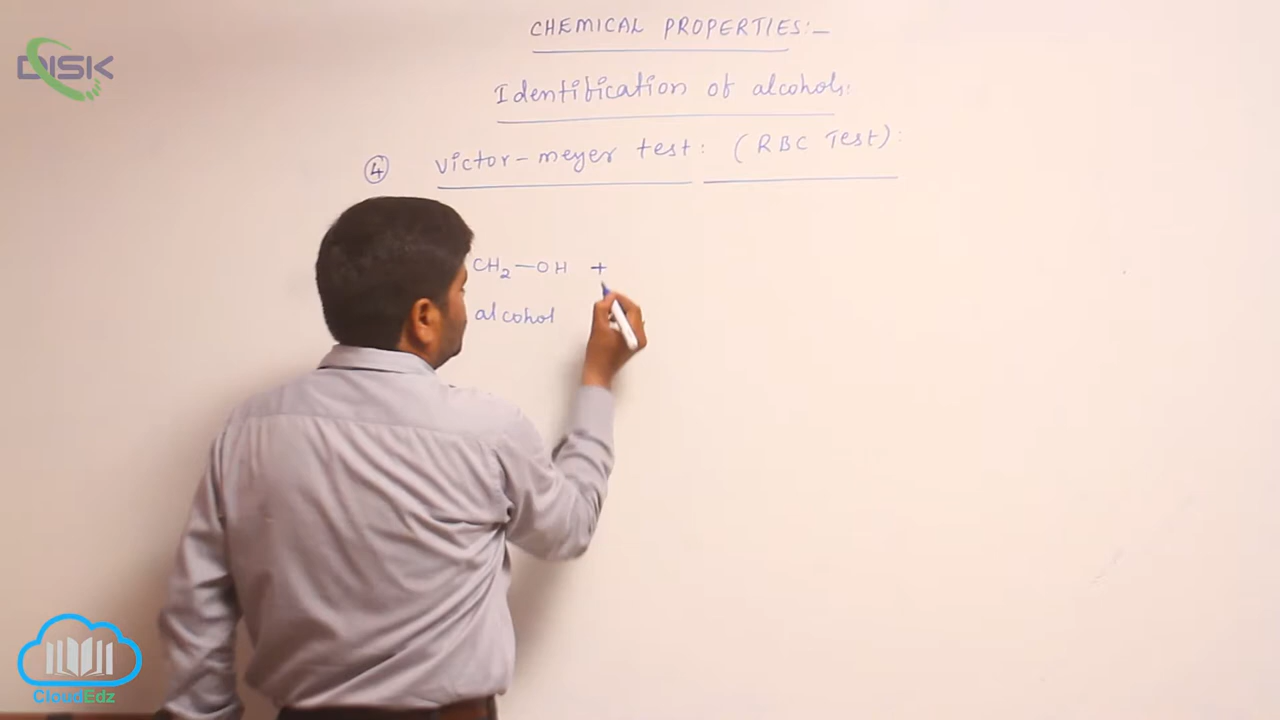 DISK
CHEMICAL PROPERTIES:-
Identification of alcohols:
④ Victor-meyer test: (RBC Test):
CH₂-OH +
alcohol
CloudEdz